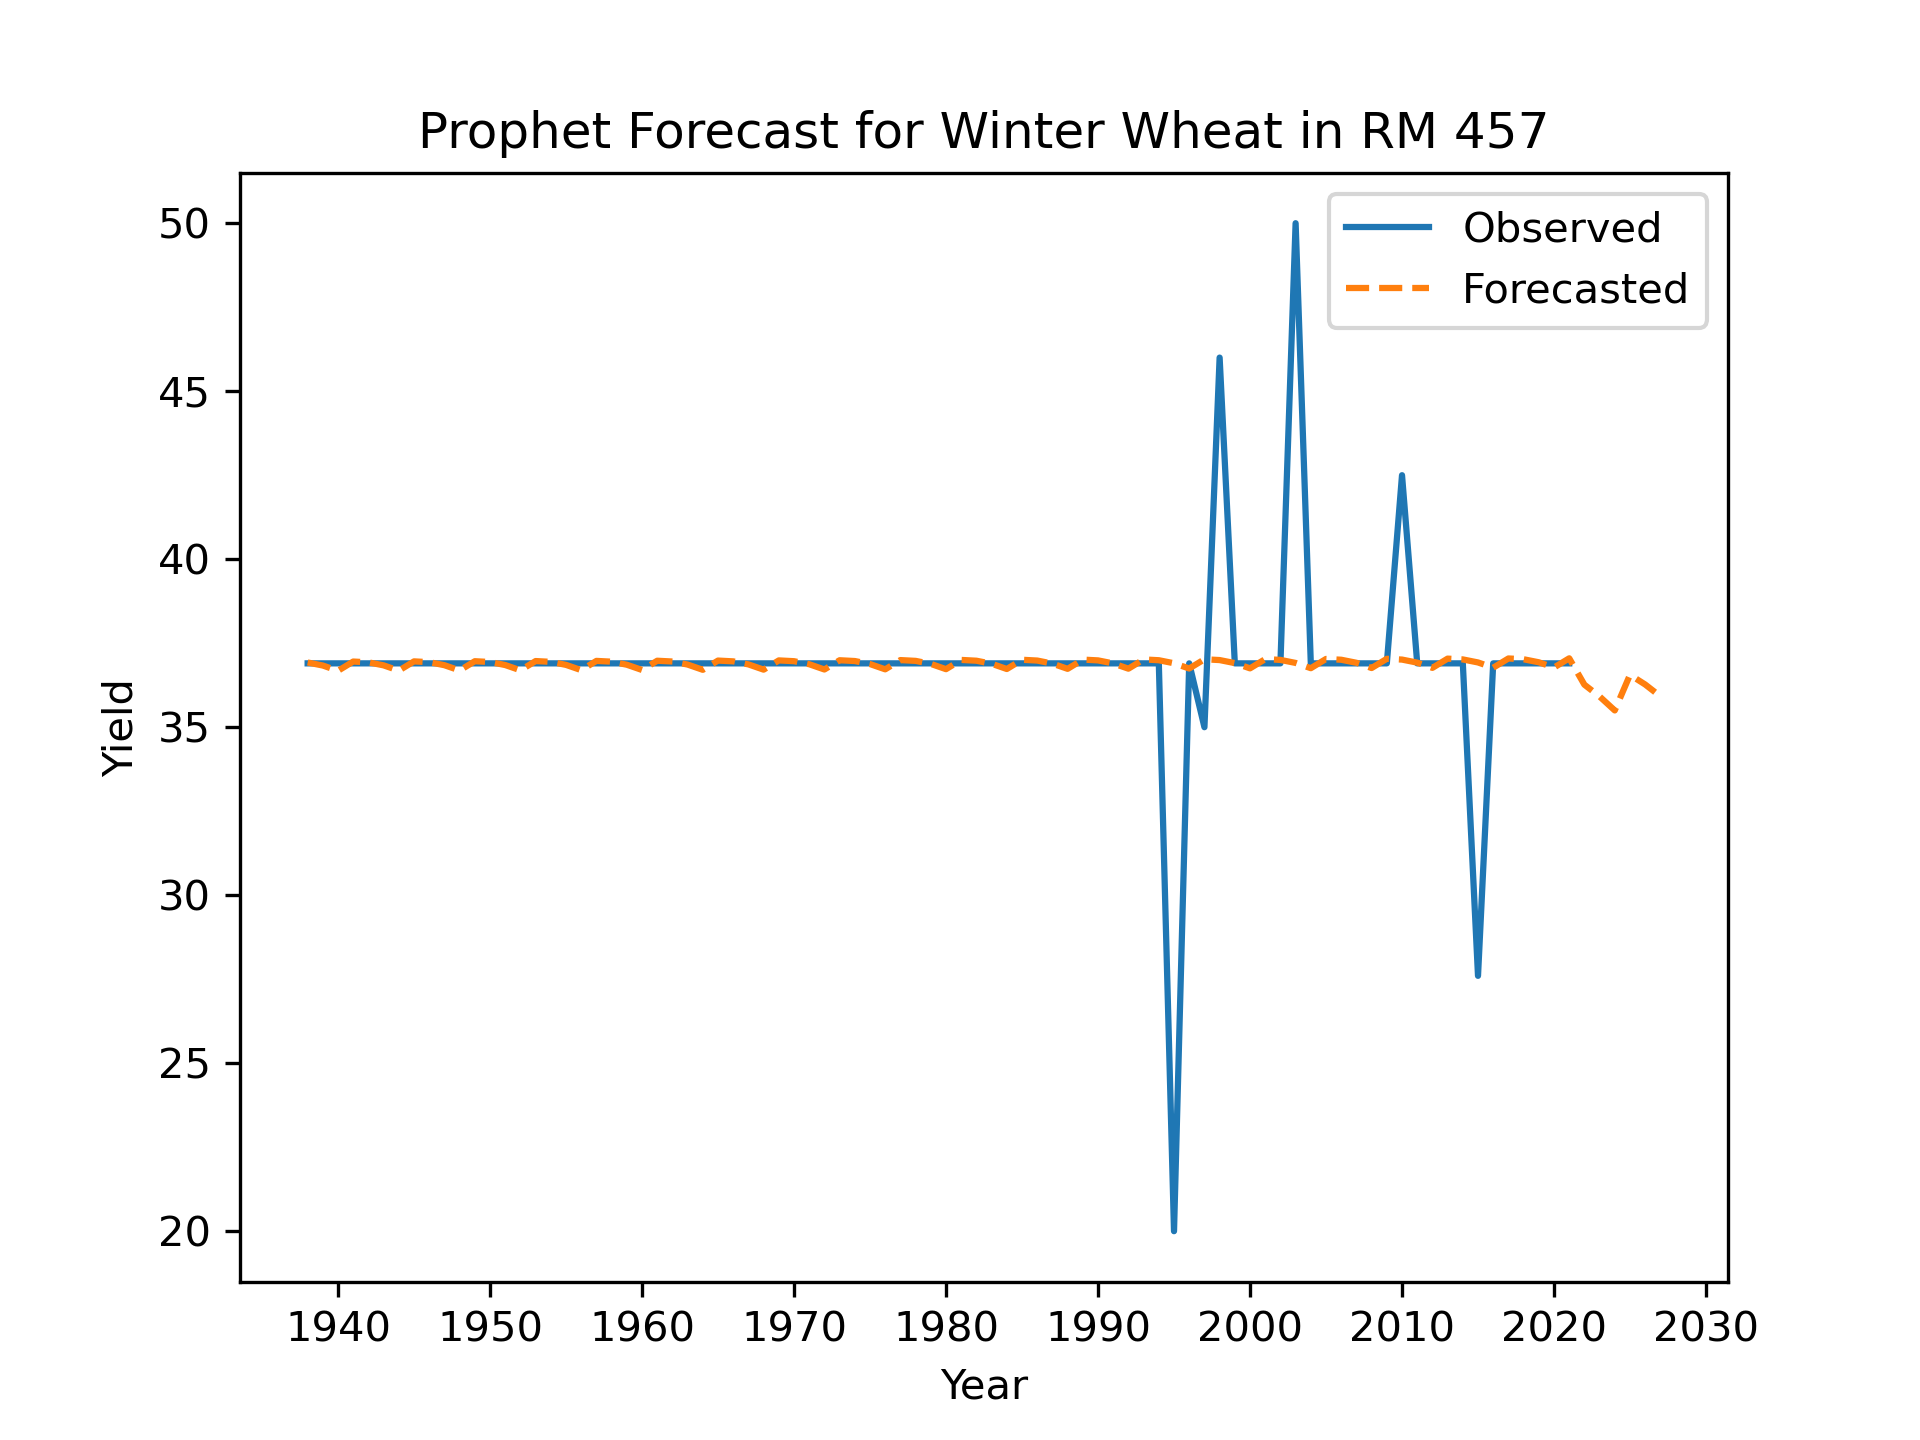 Prophet Forecast for Winter Wheat in RM 457
Observed
Forecasted
50
45
40
35
30
25
20
Yield
1940 1950 1960 1970 1980 1990 2000 2010 2020 2030
Year